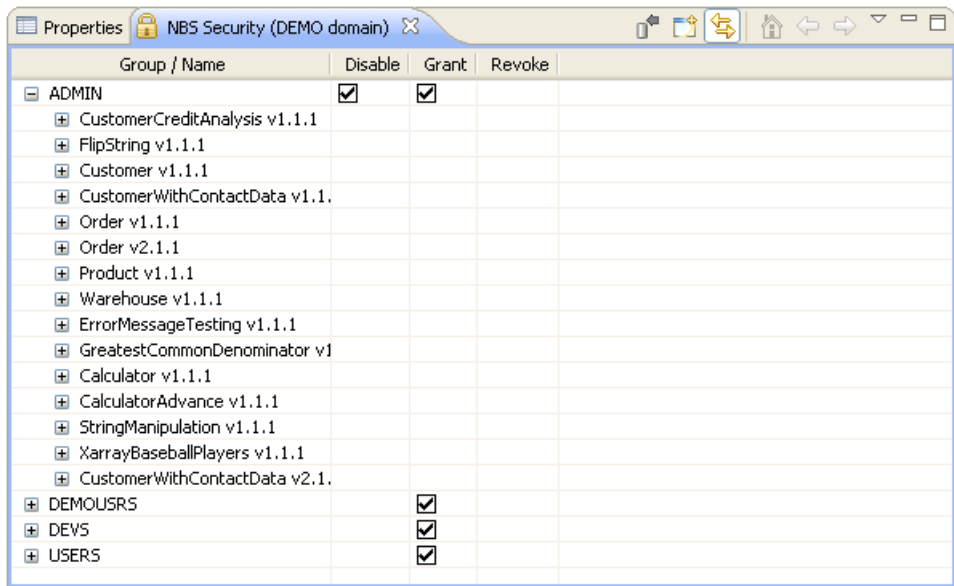 Properties NBS Security (DEMO domain)
Group / Name Disable Grant Revoke
ADMIN
CustomerCreditAnalysis v1.1.1
FlipString v1.1.1
Customer v1.1.1
CustomerWithContactData v1.1.
Order v1.1.1
Order v2.1.1
Product v1.1.1
Warehouse v1.1.1
ErrorMessageTesting v1.1.1
GreatestCommonDenominator v1
Calculator v1.1.1
CalculatorAdvance v1.1.1
StringManipulation v1.1.1
XarrayBaseballPlayers v1.1.1
CustomerWithContactData v2.1.
DEMOUSRS
DEVS
USERS